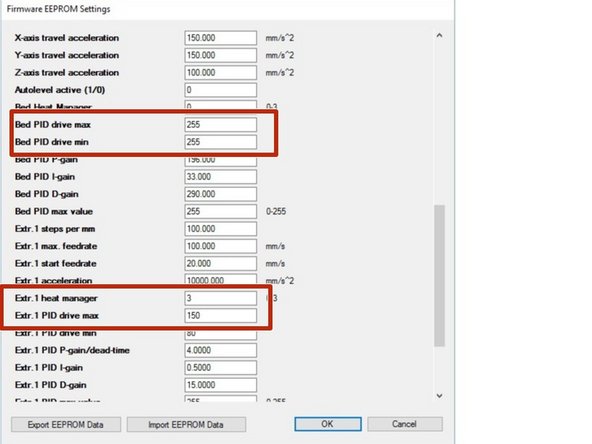 Firmware EEPROM Settings
X-axis travel acceleration 150.000 mm/s^2
Y-axis travel acceleration 150.000 mm/s^2
Z-axis travel acceleration 100.000 mm/s^2
Autolevel active (1/0) 0
Bed Heat Manager 0 0-3
Bed PID drive max 255
Bed PID drive min 255
Bed PID P-gain 196.000
Bed PID I-gain 33.000
Bed PID D-gain 290.000
Bed PID max value 255 0-255
Extr.1 steps per mm 100.000
Extr.1 max. feedrate 100.000 mm/s
Extr.1 start feedrate 20.000 mm/s
Extr.1 acceleration 10000.000 mm/s^2
Extr.1 heat manager 3 3
Extr.1 PID drive max 150
Extr.1 PID drive min 80
Extr.1 PID P-gain/dead-time 4.0000
Extr.1 PID I-gain 0.5000
Extr.1 PID D-gain 15.0000
Extr.1 PID max value 255 0-255
Export EEPROM Data Import EEPROM Data OK Cancel